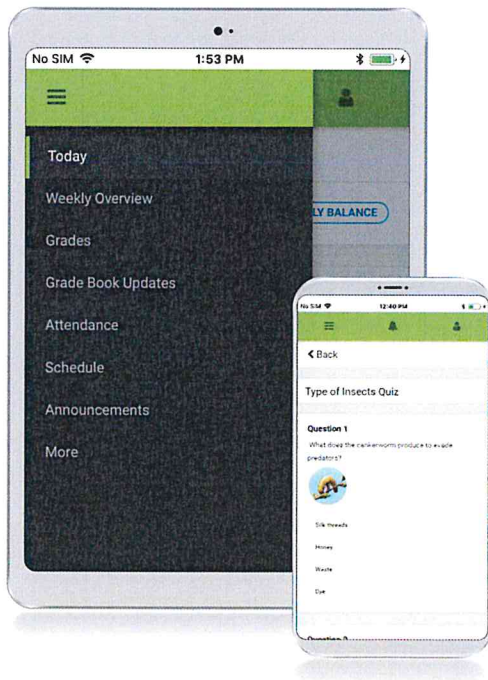 No SIM 1:53 PM
Today
LY BALANCE
Weekly Overview
Grades
Grade Book Updates
Attendance
Schedule
Announcements
More
No SIM 12:40 PM
Back
Type of Insects Quiz
Question 1
What does the cankerworm produce to evade
predators?
Silk threads
Honey
Waste
Dye
Question 2